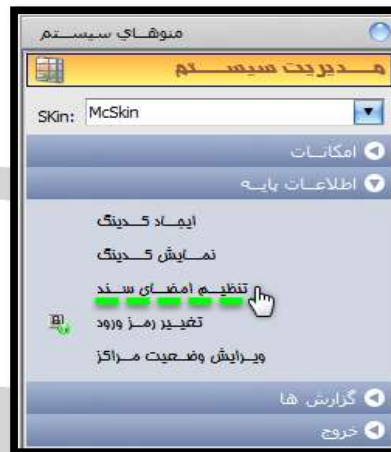 منوهای سیستم
مدیریت سیستم
SKin: McSkin
امکانات
اطلاعات پایه
ایجاد کدینگ
نمایش کدینگ
تنظیم امضای سند
تغییر رمز ورود
ویرایش وضعیت مراکز
گزارش ها
خروج